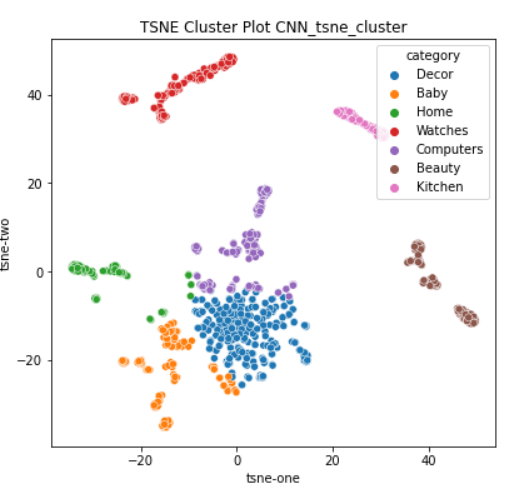 TSNE Cluster Plot CNN_tsne_cluster
category
Decor
Baby
Home
Watches
Computers
Beauty
Kitchen
tsne-two
40
20
0
−20
−20
0
20
40
tsne-one